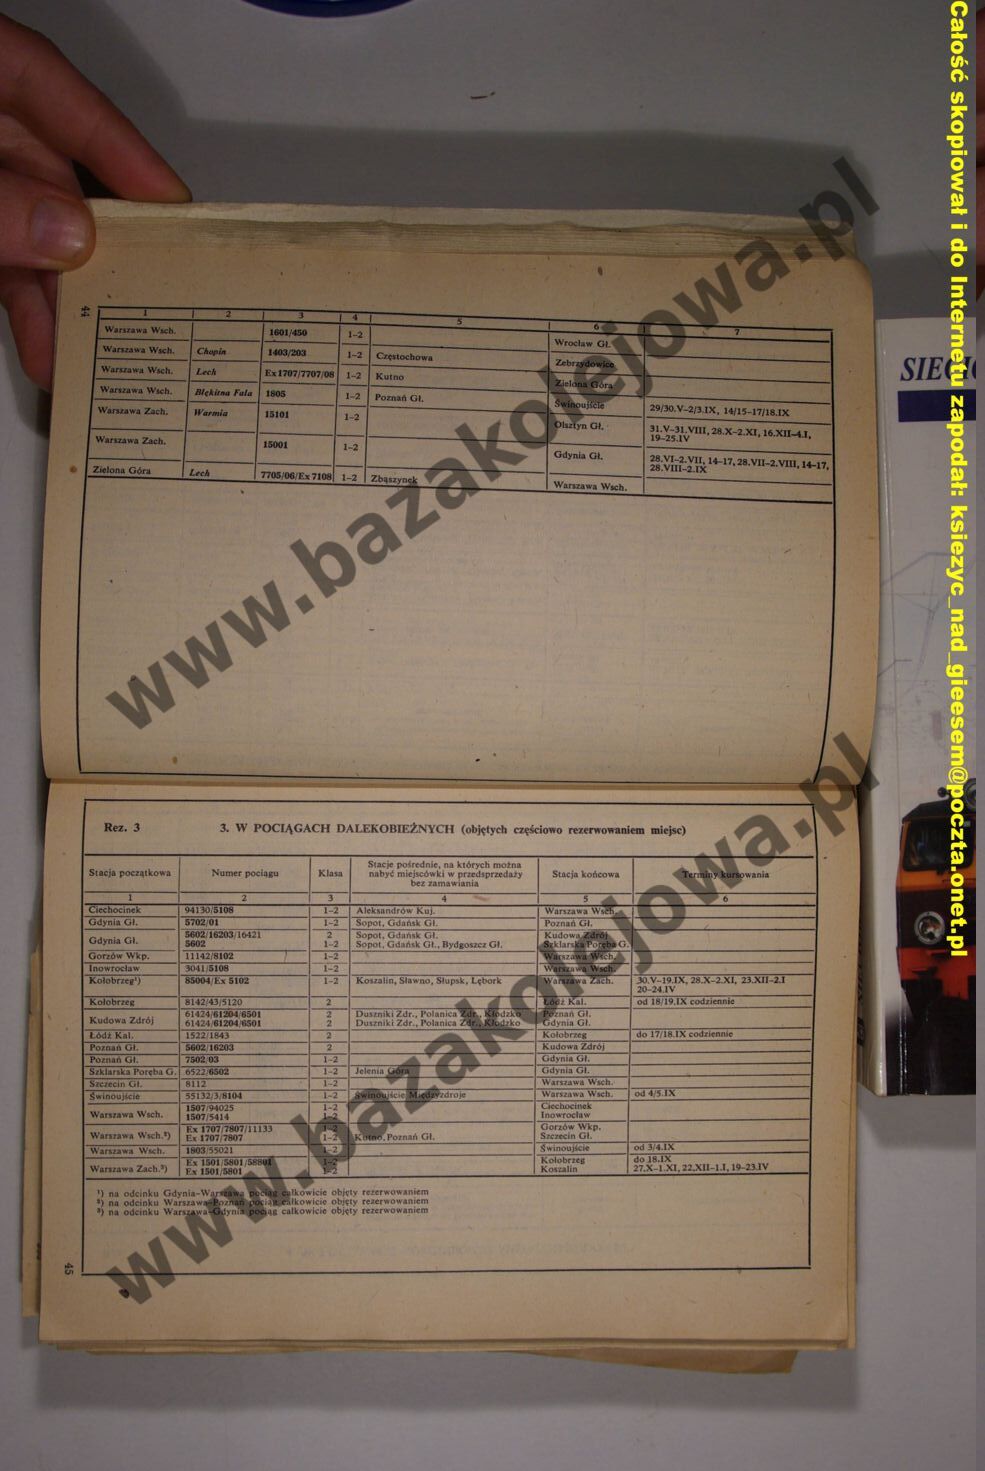 Całość skopiował i do Internetu zapodał: ksiezyc_nad_gieesem@poczta.onet.pl
www.bazakolejowa.pl
44
1 2 3 4 5 6 7
Warszawa Wsch. 1601/450 1-2 Wrocław Gł.
Warszawa Wsch. Chopin 1403/203 1-2 Częstochowa Zebrzydowice
Warszawa Wsch. Lech Ex 1707/7707/08 1-2 Kutno Zielona Góra
Warszawa Wsch. Błękitna Fala 1805 1-2 Poznań Gł. Świnoujście 29/30.V-2/3.IX, 14/15-17/18.IX
Warszawa Zach. Warmia 15101 1-2 Olsztyn Gł. 31.V-31.VIII, 28.X-2.XI, 16.XII-4.I,
19-25.IV
Warszawa Zach. 15001 1-2 Gdynia Gł. 28.VI-2.VII, 14-17, 28.VII-2.VIII, 14-17,
28.VIII-2.IX
Zielona Góra Lech 7705/06/Ex 7108 1-2 Zbąszynek Warszawa Wsch.
SIEĆ
www.bazakolejowa.pl
Rez. 3 3. W POCIĄGACH DALEKOBIEŻNYCH (objętych częściowo rezerwowaniem miejsc)
Stacja początkowa Numer pociągu Klasa Stacje pośrednie, na których można
nabyć miejscówki w przedsprzedaży
bez zamawiania Stacja końcowa Terminy kursowania
1 2 3 4 5 6
Ciechocinek 94130/5108 1-2 Aleksandrów Kuj. Warszawa Wsch.
Gdynia Gł. 5702/01 1-2 Sopot, Gdańsk Gł. Poznań Gł.
Gdynia Gł. 5602/16203/16421 2 Sopot, Gdańsk Gł. Kudowa Zdrój
5602 1-2 Sopot, Gdańsk Gł., Bydgoszcz Gł. Szklarska Poręba G.
Gorzów Wkp. 11142/8102 1-2 Warszawa Wsch.
Inowrocław 3041/5108 1-2 Warszawa Wsch.
Kołobrzeg¹) 85004/Ex 5102 1-2 Koszalin, Sławno, Słupsk, Lębork Warszawa Zach. 30.V-19.IX, 28.X-2.XI, 23.XII-2.I
20-24.IV
Kołobrzeg 8142/43/5120 2 Łódź Kal. od 18/19.IX codziennie
Kudowa Zdrój 61424/61204/6501 2 Duszniki Zdr., Polanica Zdr., Kłodzko Poznań Gł.
61424/61204/6501 2 Duszniki Zdr., Polanica Zdr., Kłodzko Gdynia Gł.
Łódź Kal. 1522/1843 2 Kołobrzeg do 17/18.IX codziennie
Poznań Gł. 5602/16203 2 Kudowa Zdrój
Poznań Gł. 7502/03 1-2 Gdynia Gł.
Szklarska Poręba G. 6522/6502 1-2 Jelenia Góra Gdynia Gł.
Szczecin Gł. 8112 1-2 Warszawa Wsch.
Świnoujście 55132/3/8104 1-2 Świnoujście Międzyzdroje Warszawa Wsch. od 4/5.IX
Warszawa Wsch. 1507/94025 1-2 Ciechocinek
1507/5414 1-2 Inowrocław
Warszawa Wsch.²) Ex 1707/7807/11133 1-2 Gorzów Wkp.
Ex 1707/7807 1-2 Kutno, Poznań Gł. Szczecin Gł.
Warszawa Wsch. 1803/55021 1-2 Świnoujście od 3/4.IX
Warszawa Zach.³) Ex 1501/5801/58801 1-2 Kołobrzeg do 18.IX
Ex 1501/5801 1-2 Koszalin 27.X-1.XI, 22.XII-1.I, 19-23.IV
¹) na odcinku Gdynia-Warszawa pociąg całkowicie objęty rezerwowaniem
²) na odcinku Warszawa-Poznań pociąg całkowicie objęty rezerwowaniem
³) na odcinku Warszawa-Gdynia pociąg całkowicie objęty rezerwowaniem
45